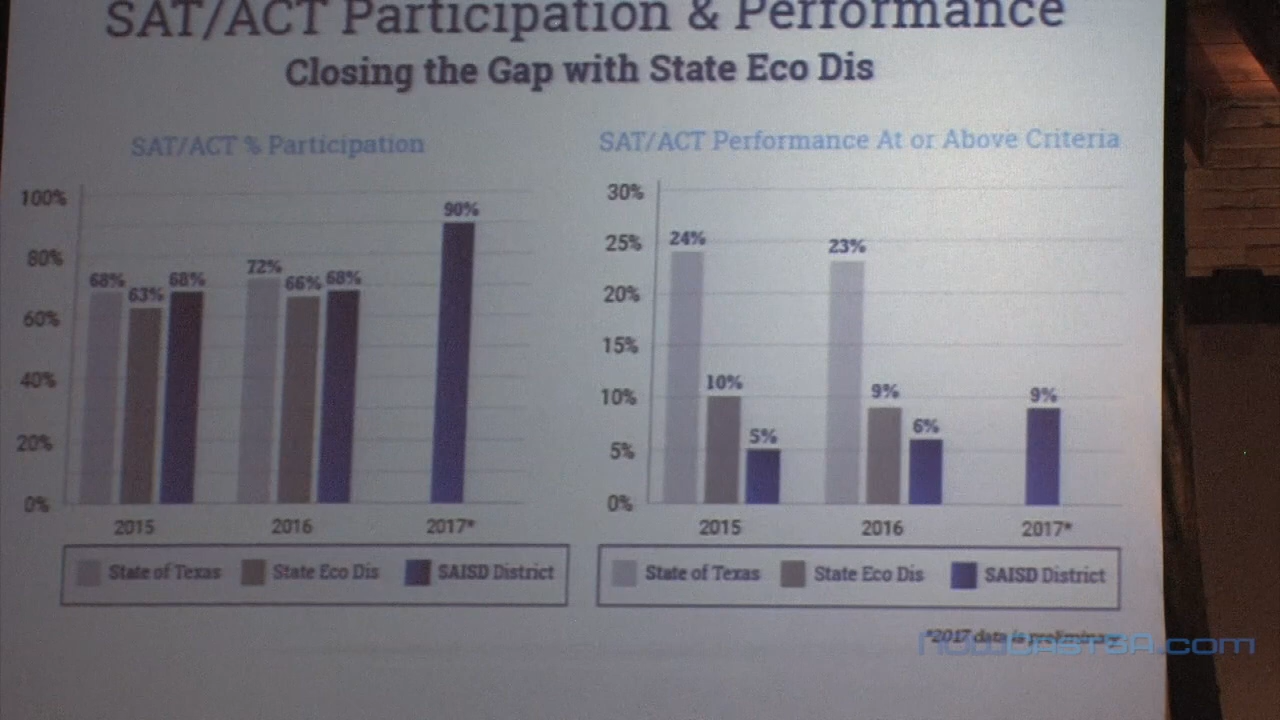 SAT/ACT Participation & Performance
Closing the Gap with State Eco Dis
SAT/ACT % Participation
100%
80%
60%
40%
20%
0%
68%
63%
68%
72%
66%
68%
90%
2015
2016
2017*
State of Texas
State Eco Dis
SAISD District
SAT/ACT Performance At or Above Criteria
30%
25%
20%
15%
10%
5%
0%
24%
10%
5%
23%
9%
6%
9%
2015
2016
2017*
State of Texas
State Eco Dis
SAISD District
*2017 data is preliminary
NOWCASTSA.com